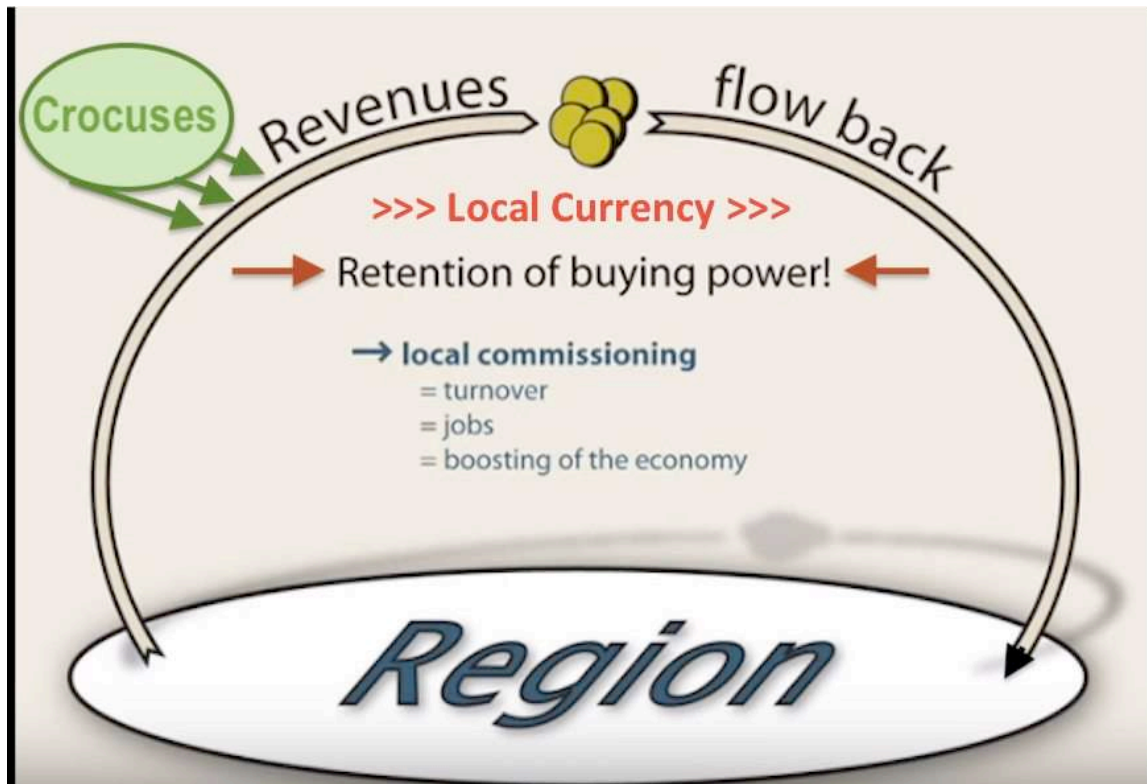 Crocuses
Revenues
flow back
>>> Local Currency >>>
Retention of buying power!
→ local commissioning
= turnover
= jobs
= boosting of the economy
Region